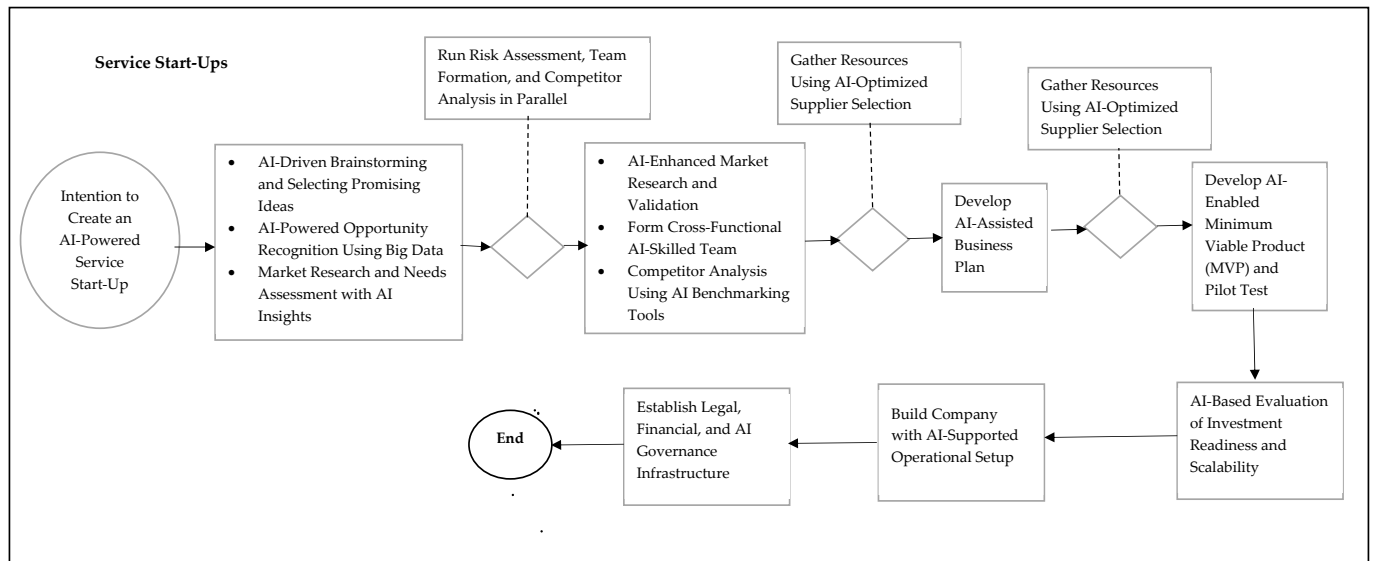 Service Start-Ups
Run Risk Assessment, Team
Formation, and Competitor
Analysis in Parallel
Gather Resources
Using AI-Optimized
Supplier Selection
Gather Resources
Using AI-Optimized
Supplier Selection
Intention to
Create an
AI-Powered
Service
Start-Up
• AI-Driven Brainstorming
and Selecting Promising
Ideas
• AI-Powered Opportunity
Recognition Using Big Data
• Market Research and Needs
Assessment with AI
Insights
• AI-Enhanced Market
Research and
Validation
• Form Cross-Functional
AI-Skilled Team
• Competitor Analysis
Using AI Benchmarking
Tools
Develop
AI-Assisted
Business
Plan
Develop AI-
Enabled
Minimum
Viable Product
(MVP) and
Pilot Test
AI-Based Evaluation
of Investment
Readiness and
Scalability
Build Company
with AI-Supported
Operational Setup
Establish Legal,
Financial, and AI
Governance
Infrastructure
End